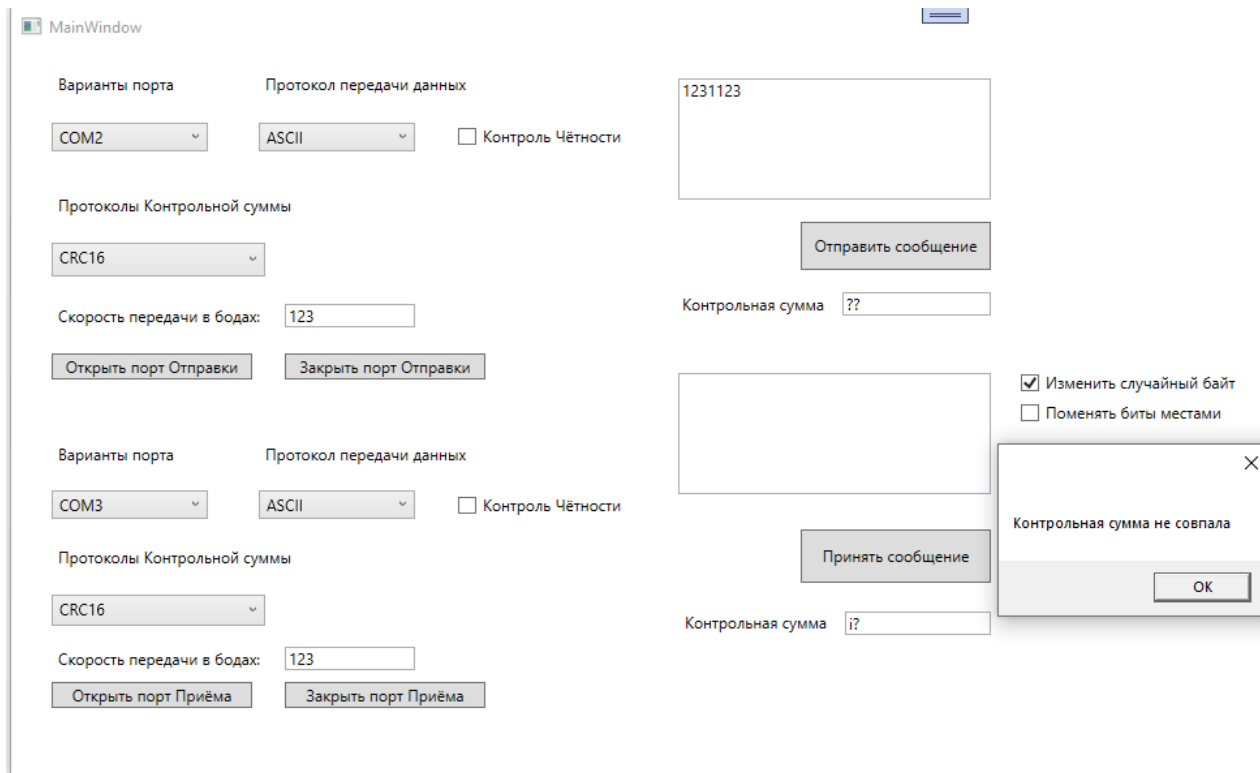 MainWindow
Варианты порта Протокол передачи данных
1231123
COM2 ASCII Контроль Чётности
Протоколы Контрольной суммы
Отправить сообщение
CRC16
Контрольная сумма ??
Скорость передачи в бодах: 123
Открыть порт Отправки Закрыть порт Отправки
Изменить случайный байт
Поменять биты местами
Варианты порта Протокол передачи данных
COM3 ASCII Контроль Чётности
Контрольная сумма не совпала
Протоколы Контрольной суммы
Принять сообщение
OK
CRC16
Контрольная сумма i?
Скорость передачи в бодах: 123
Открыть порт Приёма Закрыть порт Приёма